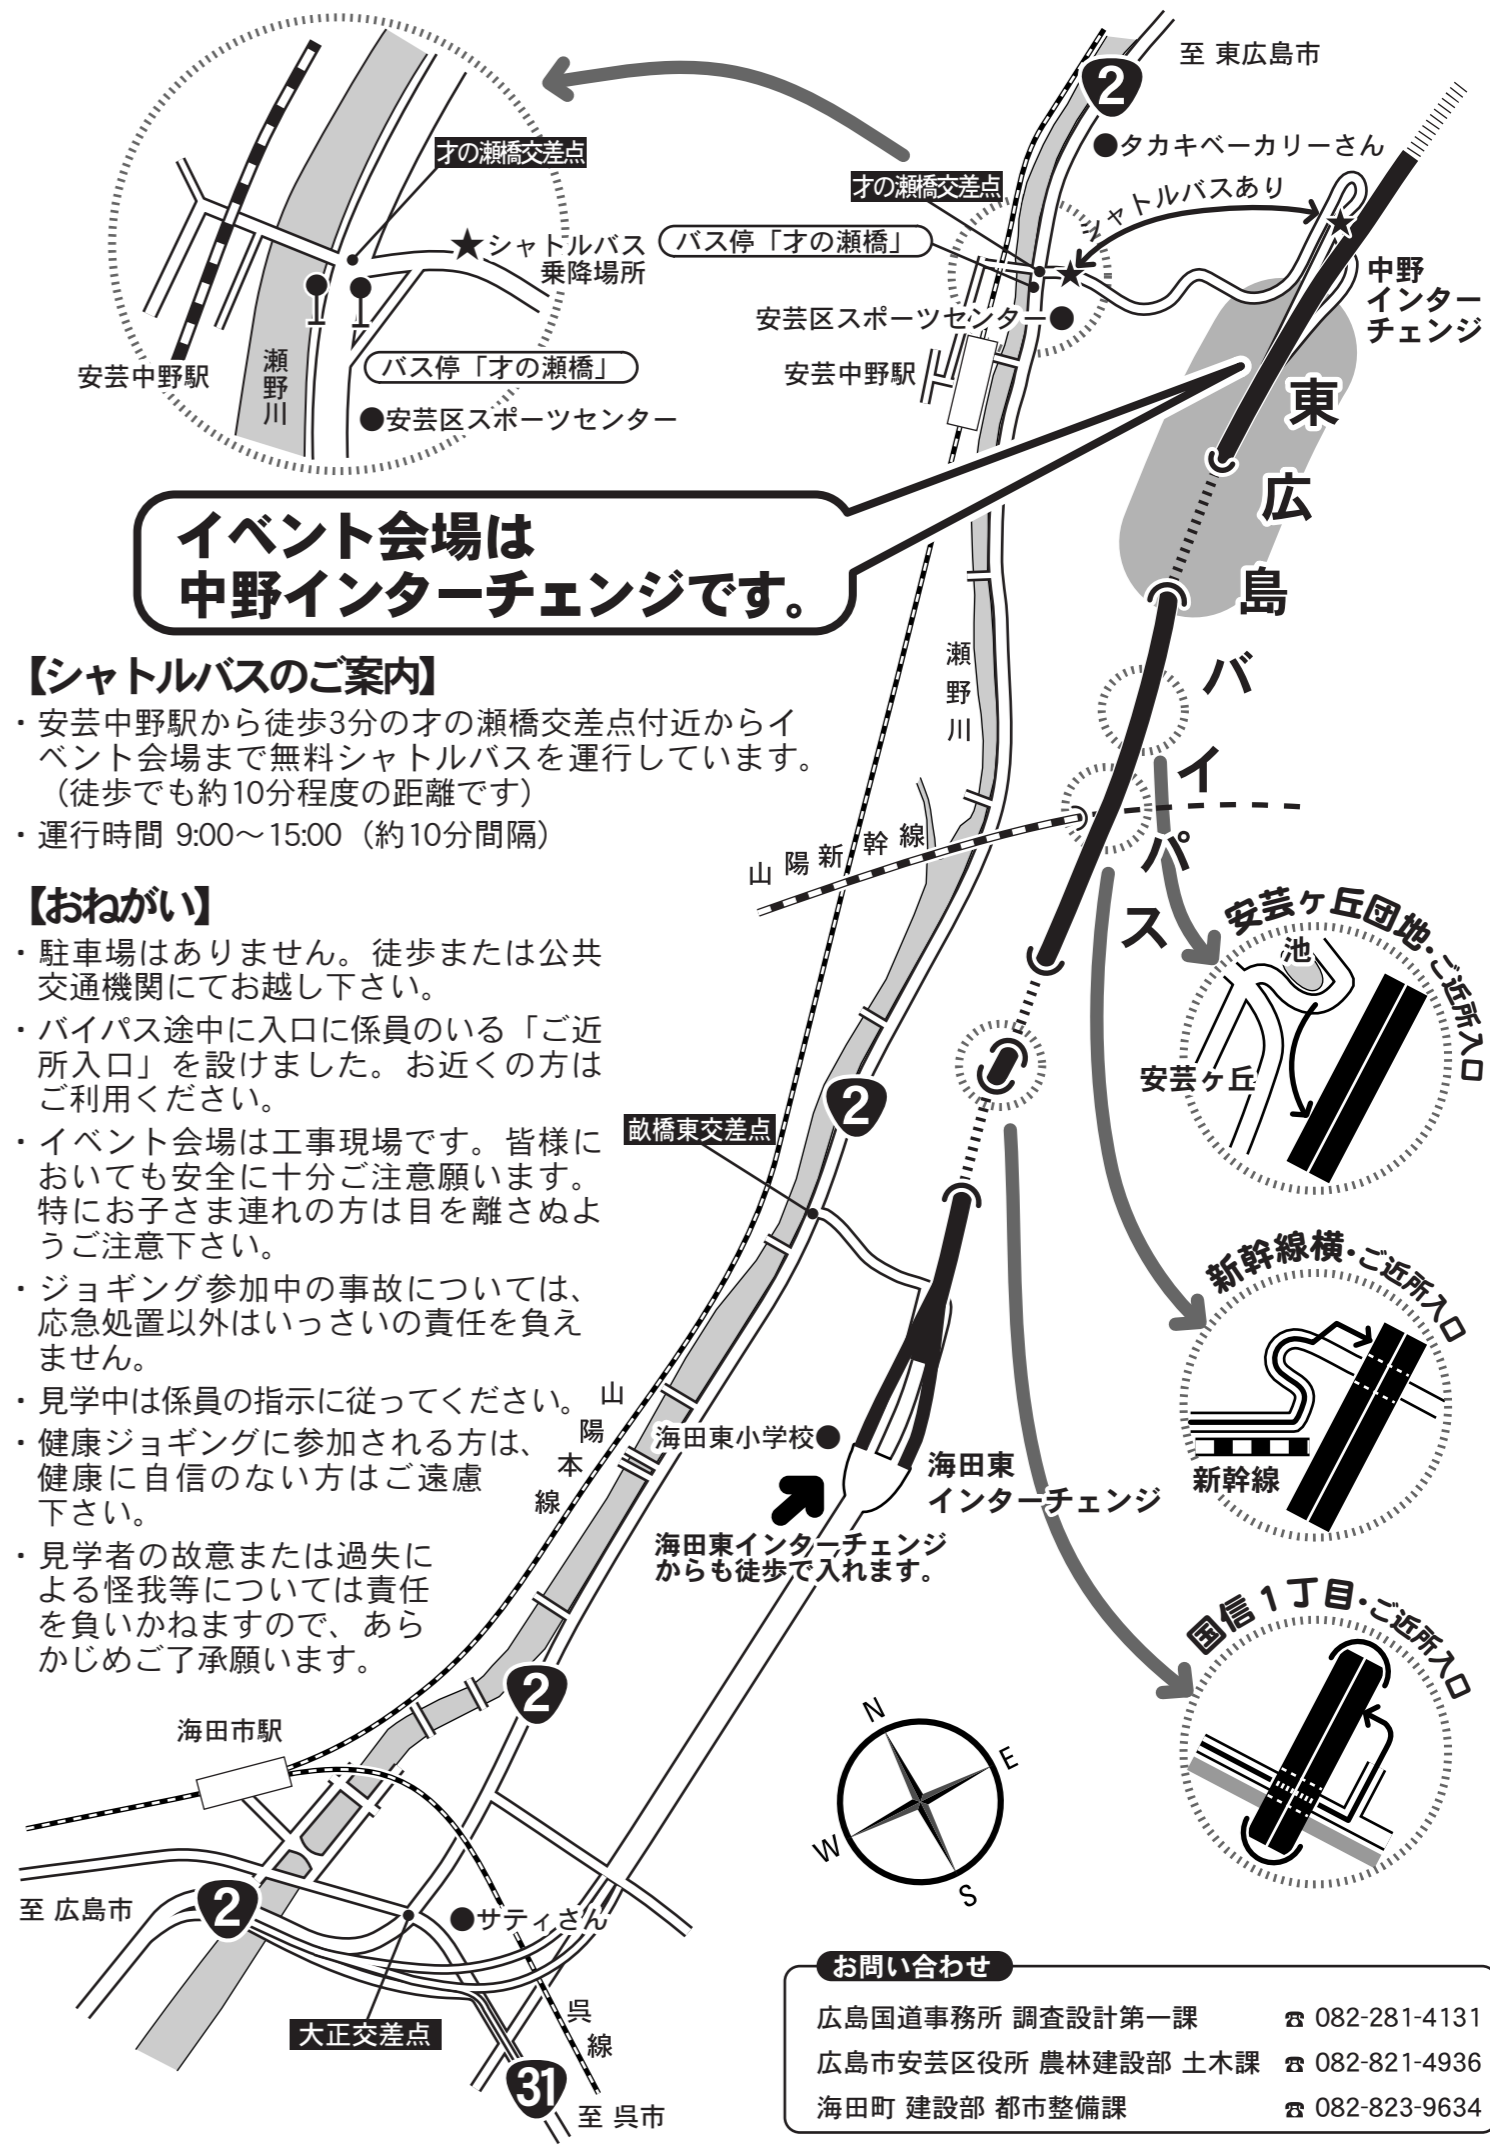 至 東広島市
2
●タカキベーカリーさん
才の瀬橋交差点
才の瀬橋交差点
シャトルバスあり
★シャトルバス
乗降場所
バス停「才の瀬橋」
中野
インター
チェンジ
安芸区スポーツセンター●
安芸中野駅
安芸中野駅
瀬野川
バス停「才の瀬橋」
●安芸区スポーツセンター
東広島バイパス
イベント会場は
中野インターチェンジです。
瀬野川
【シャトルバスのご案内】
・安芸中野駅から徒歩3分の才の瀬橋交差点付近からイ
ベント会場まで無料シャトルバスを運行しています。
（徒歩でも約10分程度の距離です）
・運行時間 9:00～15:00（約10分間隔）
山陽新幹線
【おねがい】
・駐車場はありません。徒歩または公共
交通機関にてお越し下さい。
・バイパス途中に入口に係員のいる「ご近
所入口」を設けました。お近くの方は
ご利用ください。
・イベント会場は工事現場です。皆様に
おいても安全に十分ご注意願います。
特にお子さま連れの方は目を離さぬよ
うご注意下さい。
・ジョギング参加中の事故については、
応急処置以外はいっさいの責任を負え
ません。
・見学中は係員の指示に従ってください。
・健康ジョギングに参加される方は、
健康に自信のない方はご遠慮
下さい。
・見学者の故意または過失に
よる怪我等については責任
を負いかねますので、あら
かじめご了承願います。
安芸ヶ丘団地・ご近所入口
池
安芸ヶ丘
2
畝橋東交差点
新幹線横・ご近所入口
新幹線
山陽本線
海田東小学校●
海田東
インターチェンジ
海田東インターチェンジ
からも徒歩で入れます。
国信1丁目・ご近所入口
2
海田市駅
N
E
W
S
至 広島市
2
●サティさん
大正交差点
呉線
31
至 呉市
お問い合わせ
広島国道事務所 調査設計第一課 ☎ 082-281-4131
広島市安芸区役所 農林建設部 土木課 ☎ 082-821-4936
海田町 建設部 都市整備課 ☎ 082-823-9634